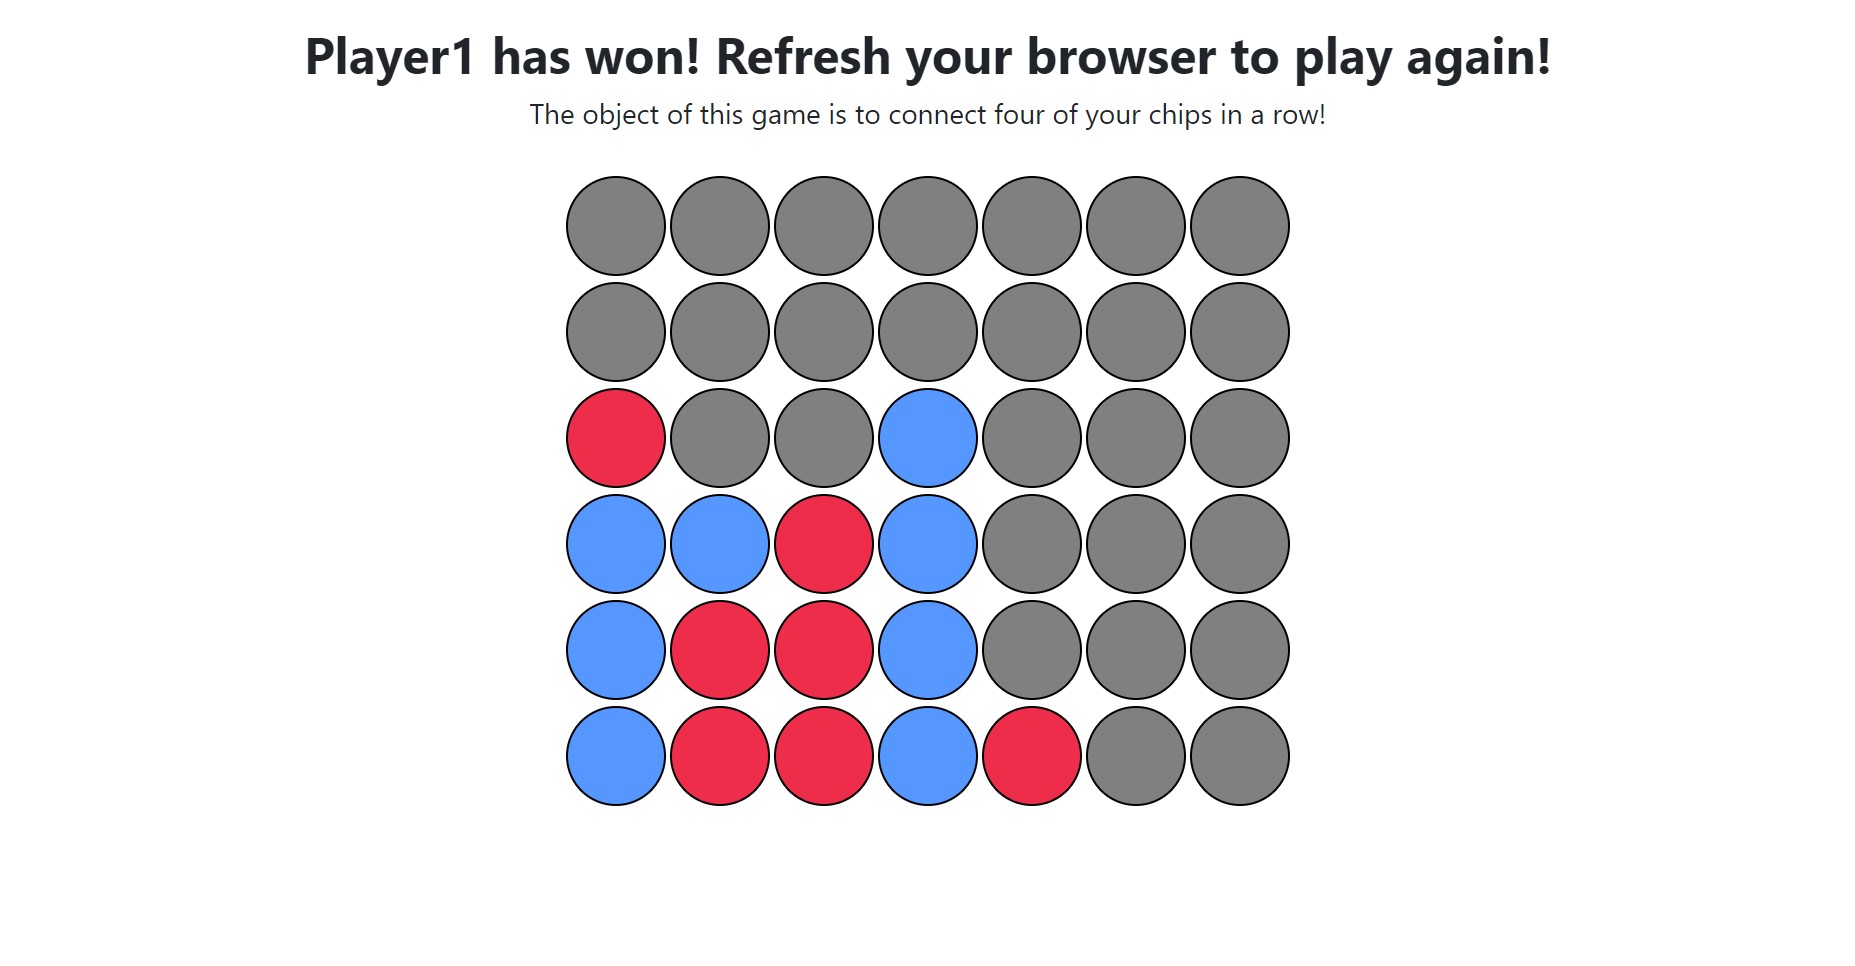 Player1 has won! Refresh your browser to play again!
The object of this game is to connect four of your chips in a row!